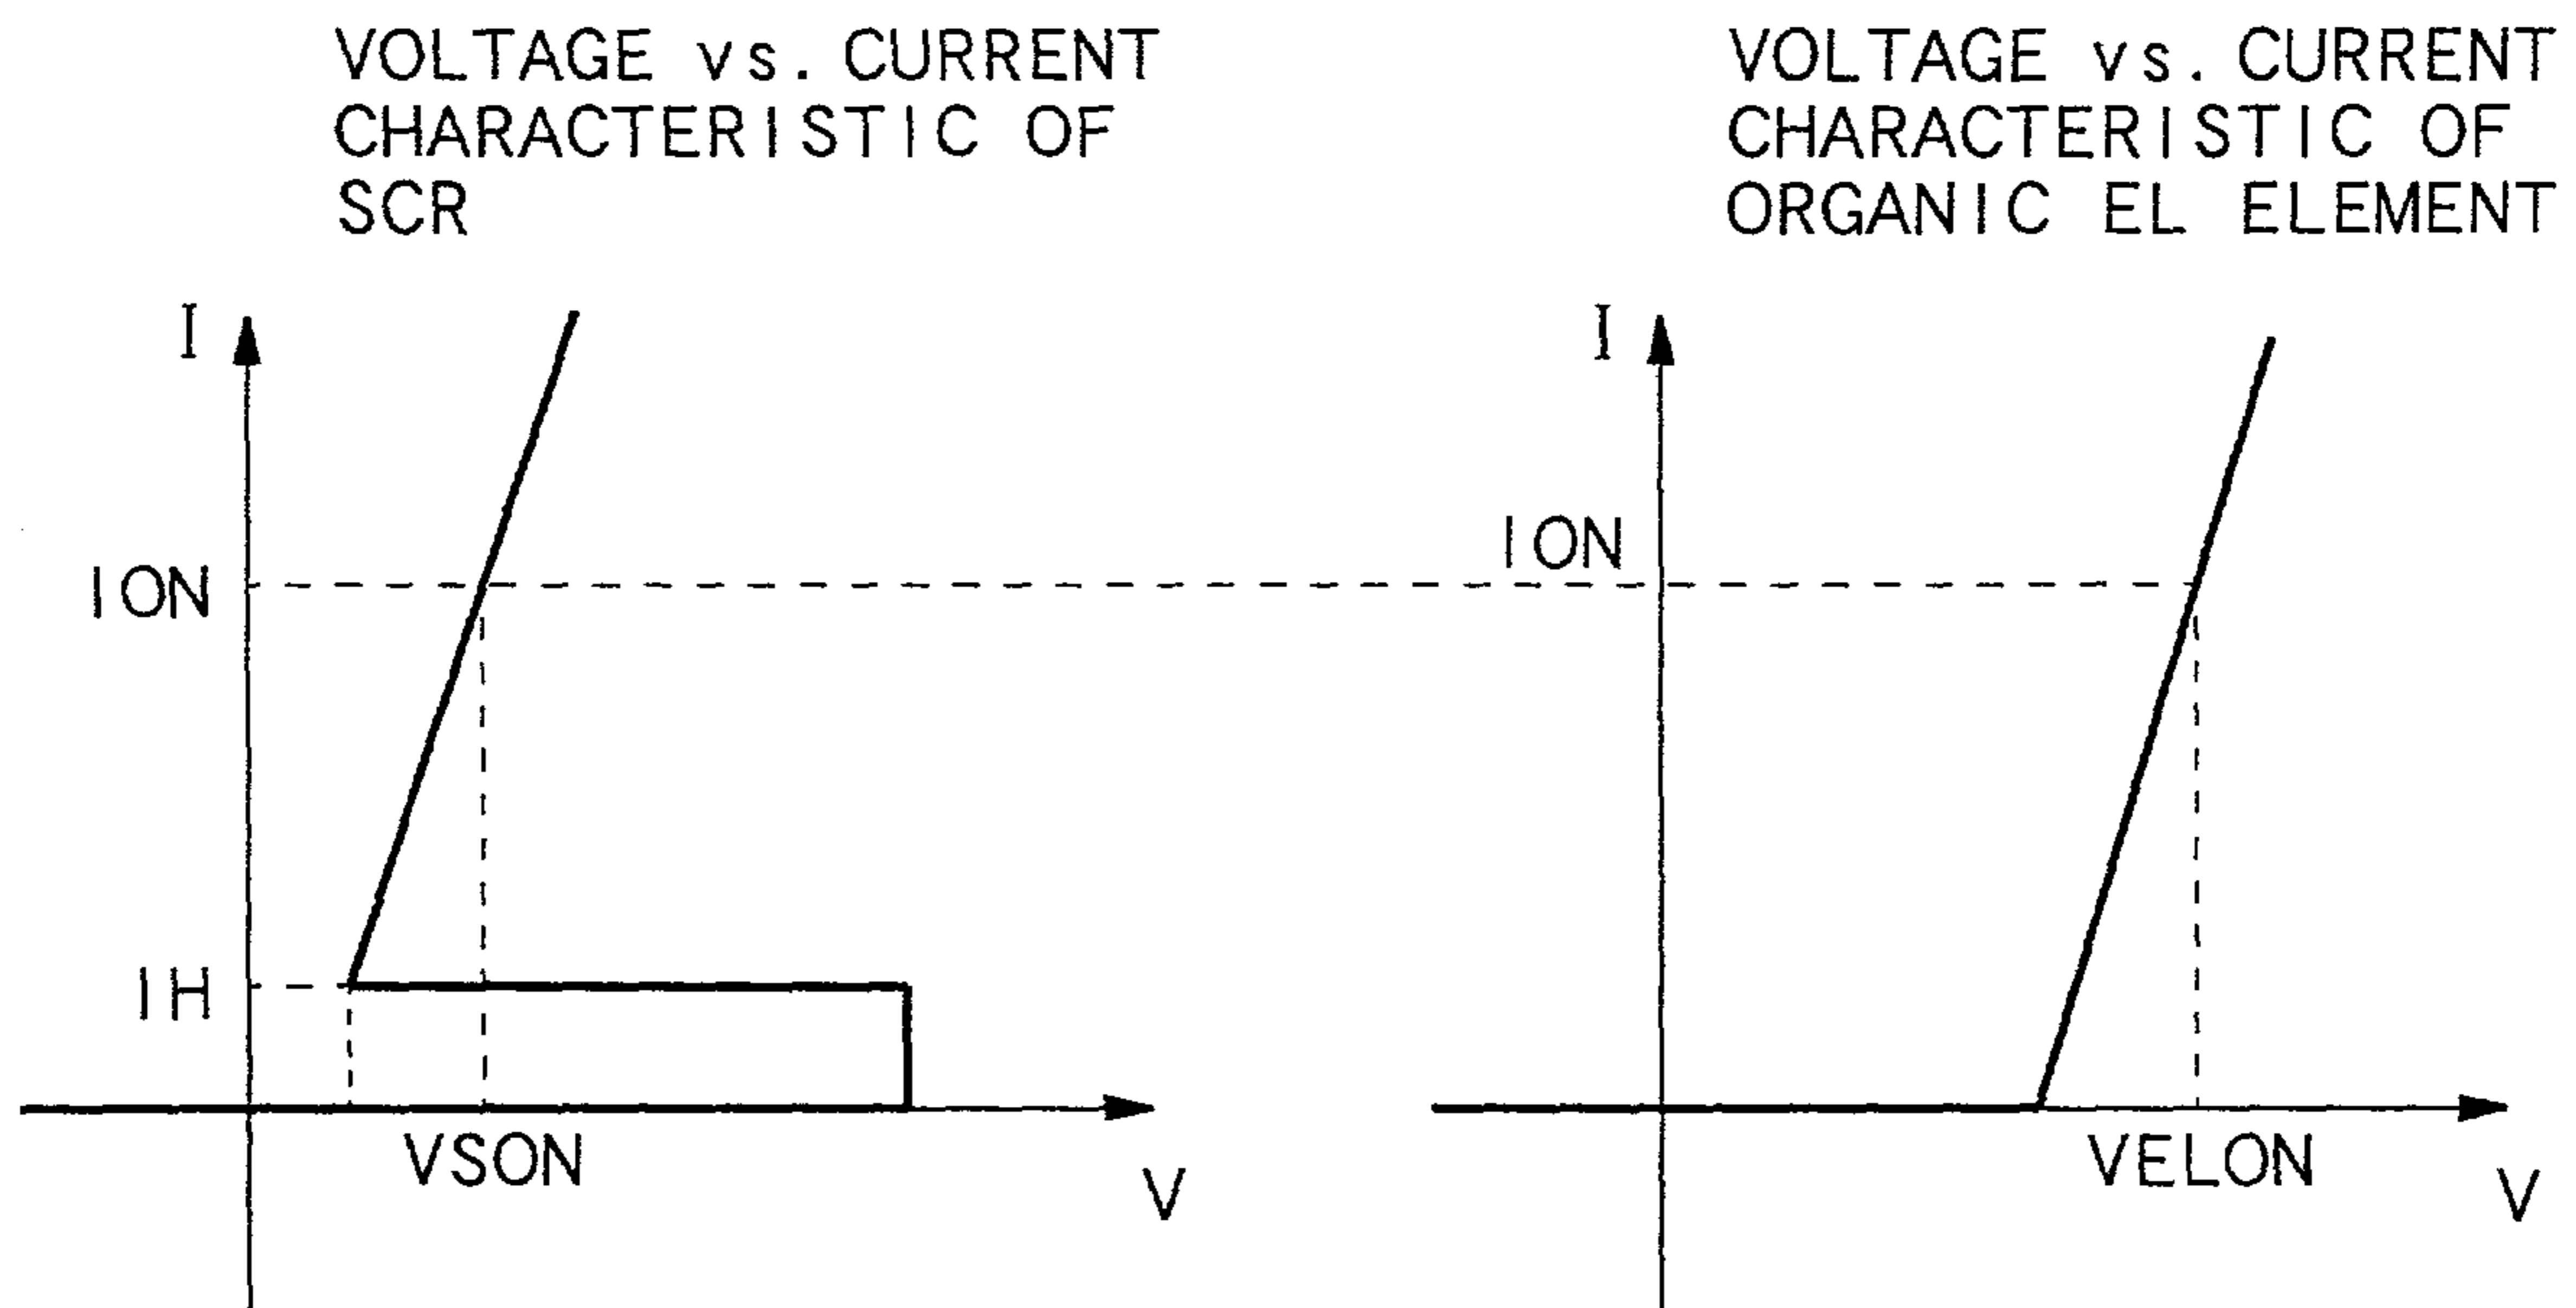 VOLTAGE vs. CURRENT
CHARACTERISTIC OF
SCR
I
ION
IH
VSON
V
VOLTAGE vs. CURRENT
CHARACTERISTIC OF
ORGANIC EL ELEMENT
I
ION
VELON
V